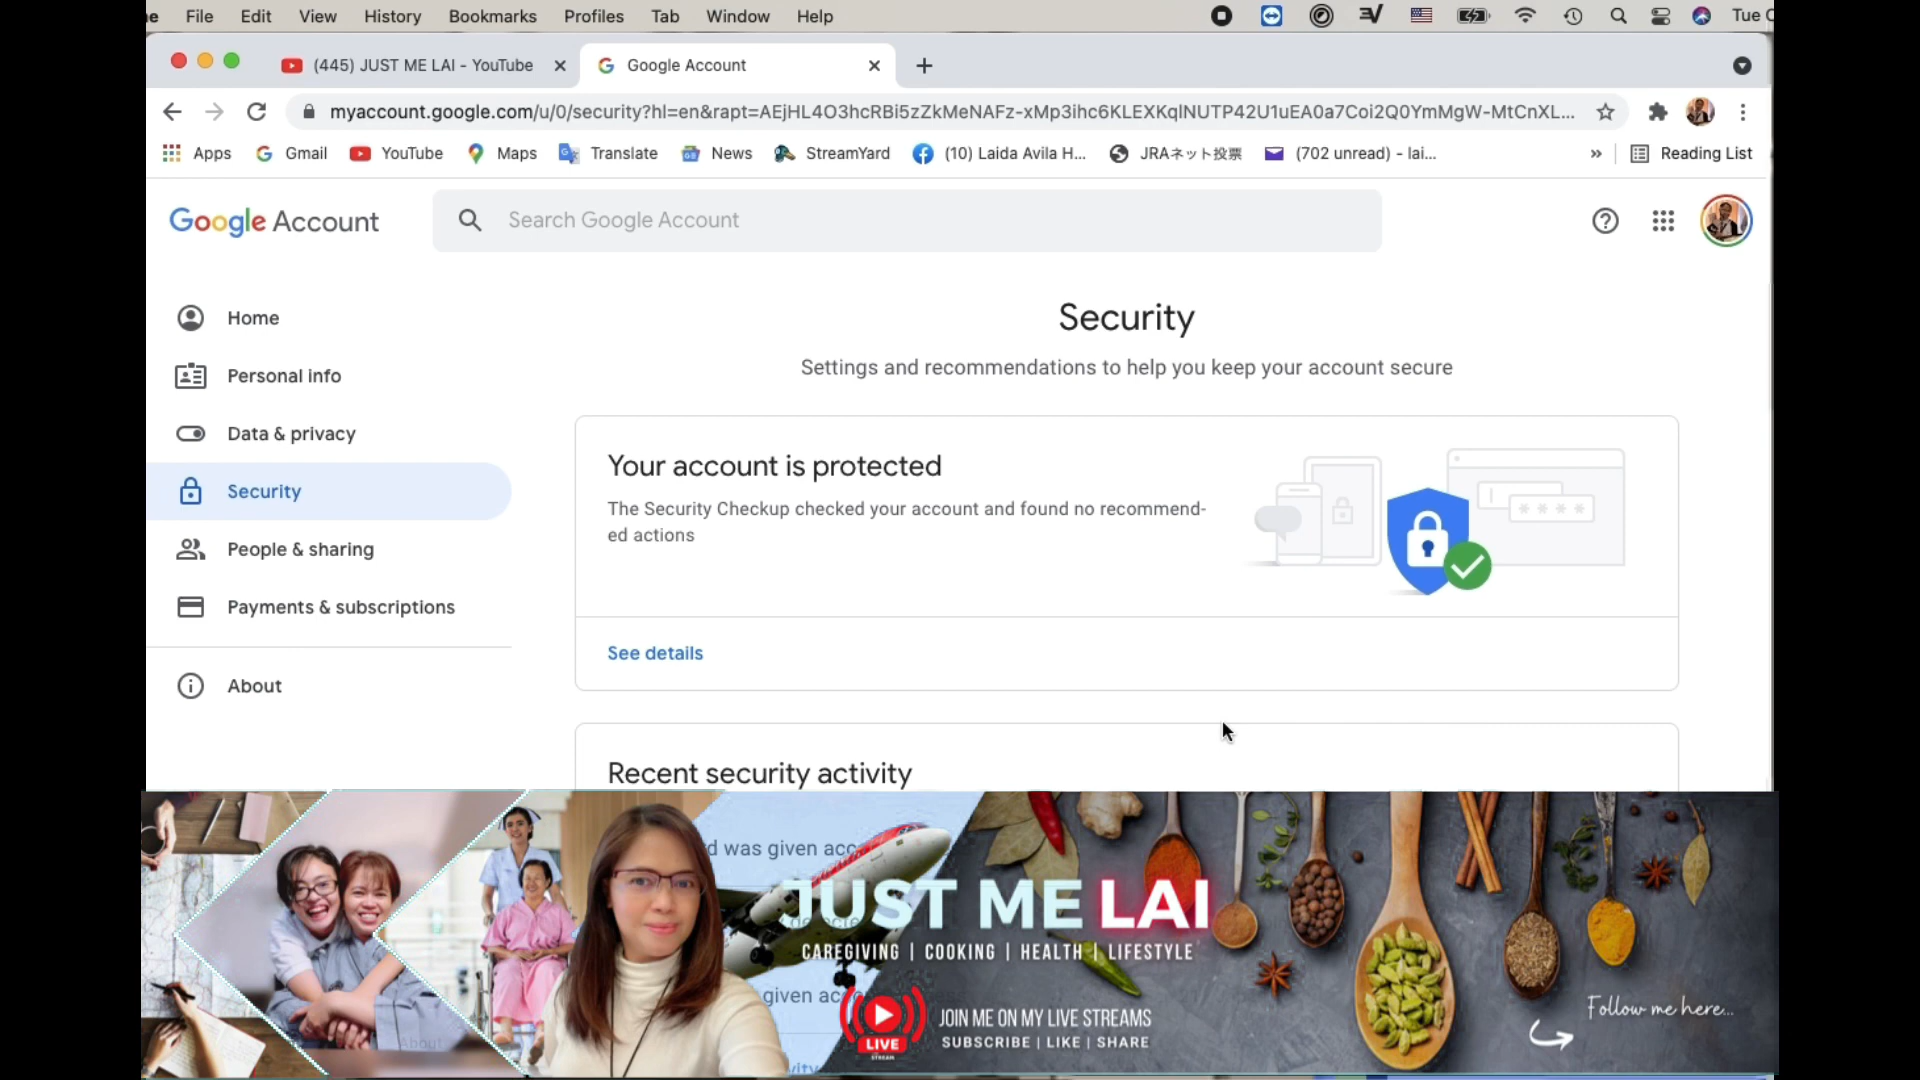 File Edit View History Bookmarks Profiles Tab Window Help Tue
(445) JUST ME LAI - YouTube
Google Account
myaccount.google.com/u/0/security?hl=en&rapt=AEjHL4O3hcRBi5zZkMeNAFz-xMp3ihc6KLEXKqlNUTP42U1uEA0a7Coi2Q0YmMgW-MtCnXL...
Apps Gmail YouTube Maps Translate News StreamYard (10) Laida Avila H... JRAネット投票 (702 unread) - lai... » Reading List
Google Account
Search Google Account
Home
Personal info
Data & privacy
Security
People & sharing
Payments & subscriptions
About
Security
Settings and recommendations to help you keep your account secure
Your account is protected
The Security Checkup checked your account and found no recommend-
ed actions
See details
Recent security activity
was given
JUST ME LAI
CAREGIVING | COOKING | HEALTH | LIFESTYLE
given
LIVE
STREAM
JOIN ME ON MY LIVE STREAMS
SUBSCRIBE | LIKE | SHARE
Follow me here...
About